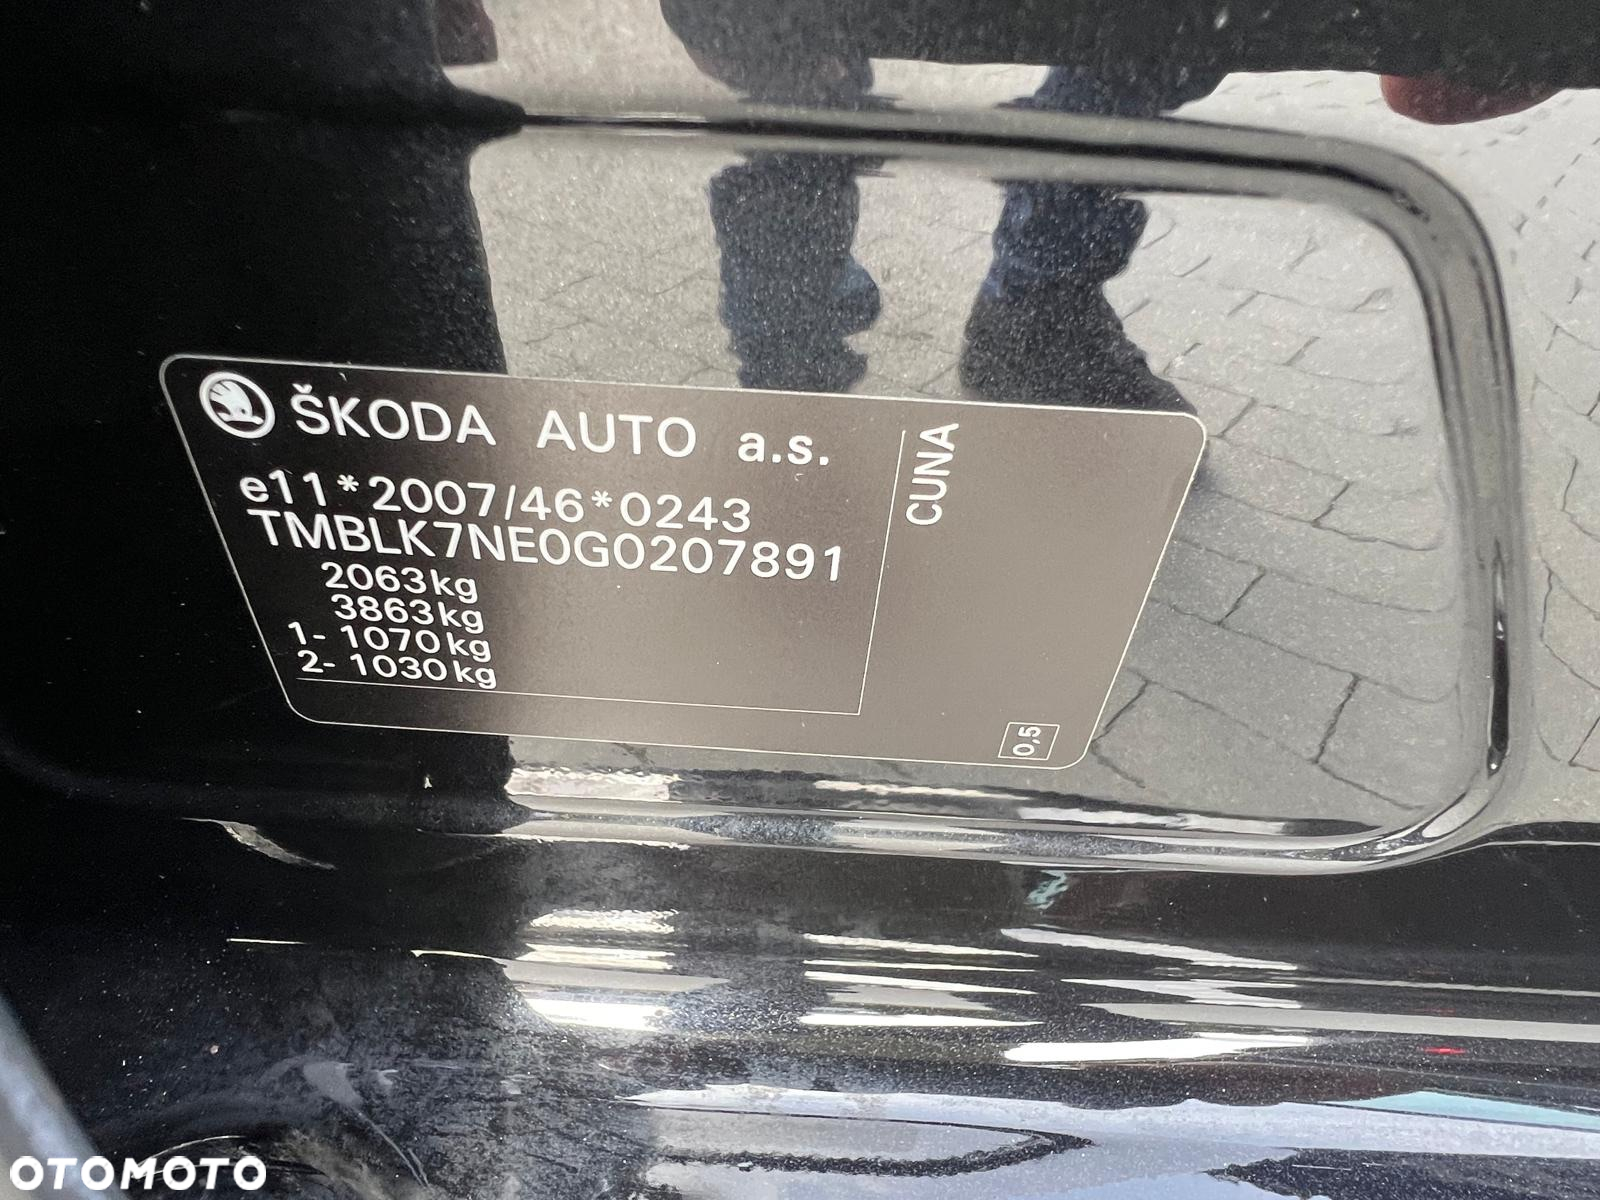 ŠKODA AUTO a.s.
e11*2007/46*0243
TMBLK7NE0G0207891
2063kg
3863kg
1- 1070kg
2- 1030kg
CUNA
0,5
OTOMOTO